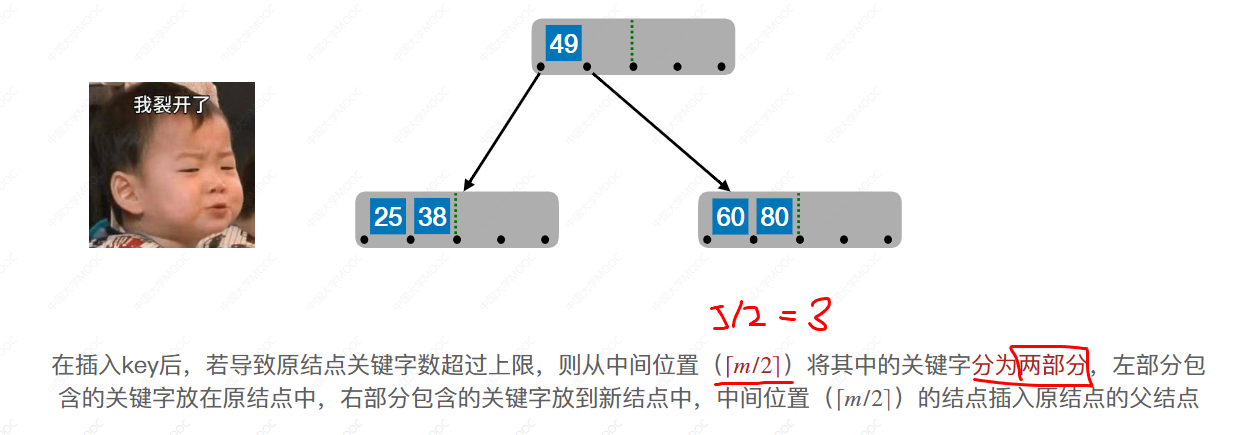 49
我裂开了
25 38
60 80
5/2 = 3
在插入key后，若导致原结点关键字数超过上限，则从中间位置（⌈m/2⌉）将其中的关键字分为两部分，左部分包
含的关键字放在原结点中，右部分包含的关键字放到新结点中，中间位置（⌈m/2⌉）的结点插入原结点的父结点